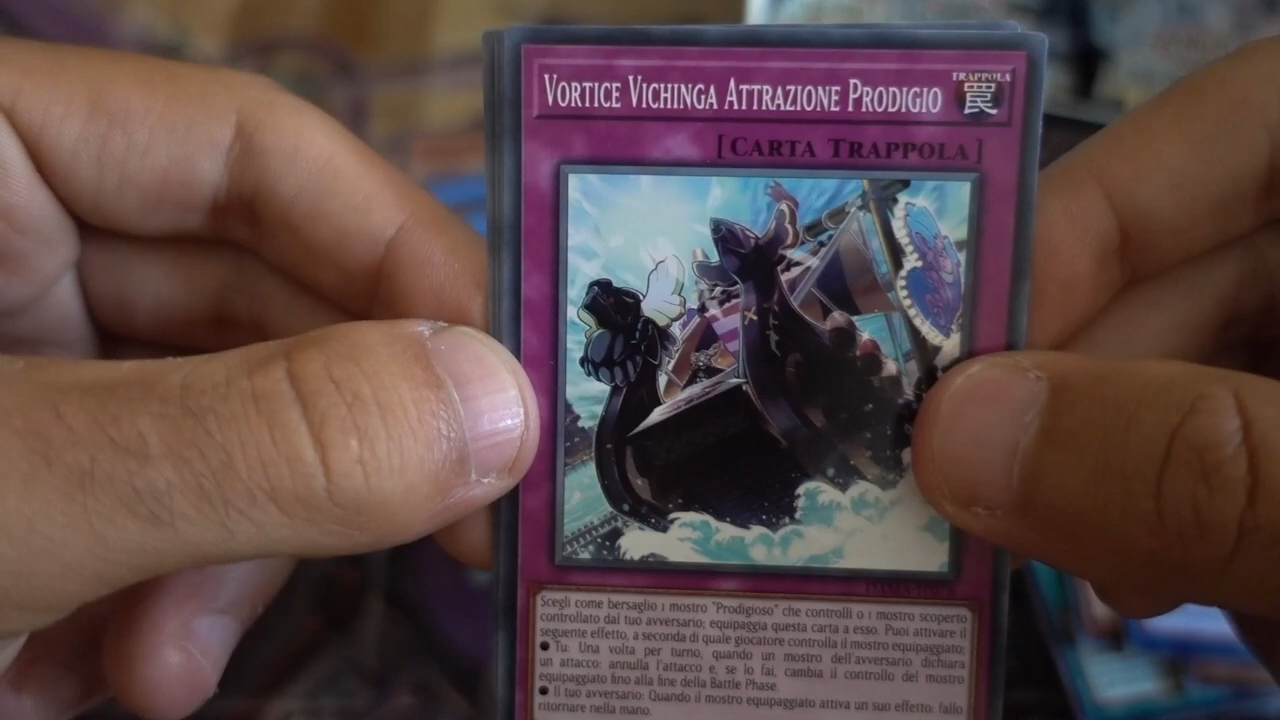 VORTICE VICHINGA ATTRAZIONE PRODIGIO
TRAPPOLA
罠
[CARTA TRAPPOLA]
Scegli come bersaglio 1 mostro "Prodigioso" che controlli o 1 mostro scoperto
controllato dal tuo avversario; equipaggia questa carta a esso. Puoi attivare il
seguente effetto, a seconda di quale giocatore controlla il mostro equipaggiato;
● Tu: Una volta per turno, quando un mostro dell'avversario dichiara
un attacco: annulla l'attacco e, se lo fai, cambia il controllo del mostro
equipaggiato fino alla fine della Battle Phase.
● Il tuo avversario: Quando il mostro equipaggiato attiva un suo effetto: fallo
ritornare nella mano.